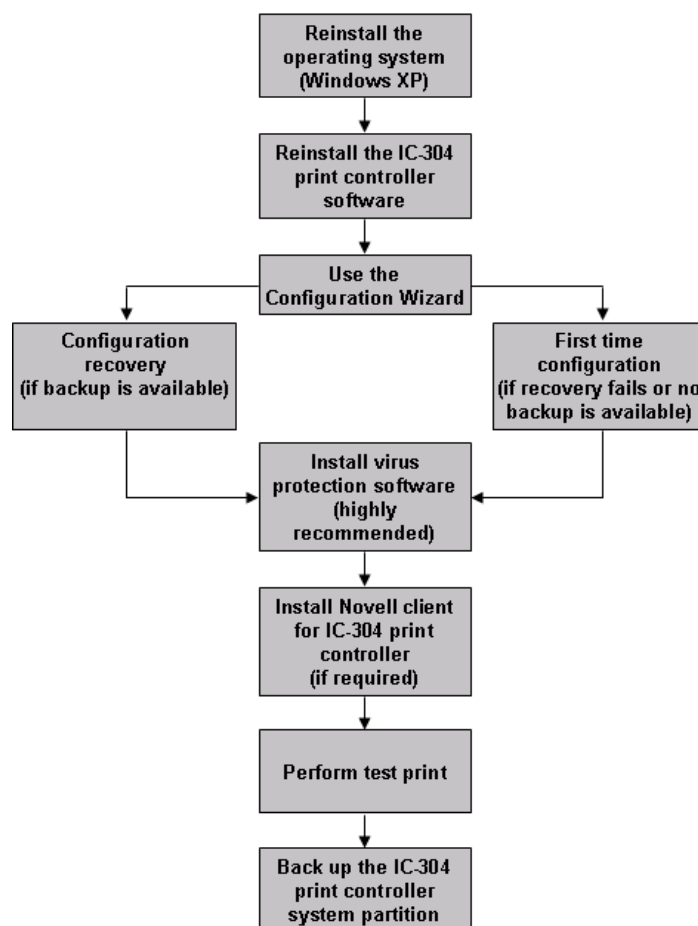 Reinstall the
operating system
(Windows XP)
Reinstall the IC-304
print controller
software
Use the
Configuration Wizard
Configuration
recovery
(if backup is available)
First time
configuration
(if recovery fails or no
backup is available)
Install virus
protection software
(highly
recommended)
Install Novell client
for IC-304 print
controller
(if required)
Perform test print
Back up the IC-304
print controller
system partition